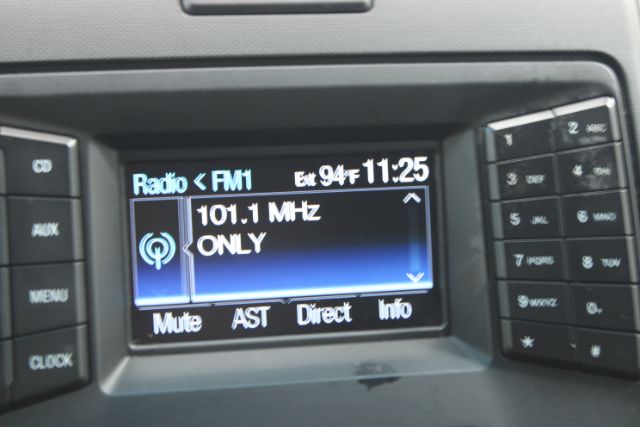 Radio < FM1 Ext 94°F 11:25
101.1 MHz
ONLY
Mute AST Direct Info
CD
AUX
MENU
CLOCK
1 2 ABC
3 DEF 4 GHI
5 JKL 6 MNO
7 PQRS 8 TUV
9 WXYZ 0
* #